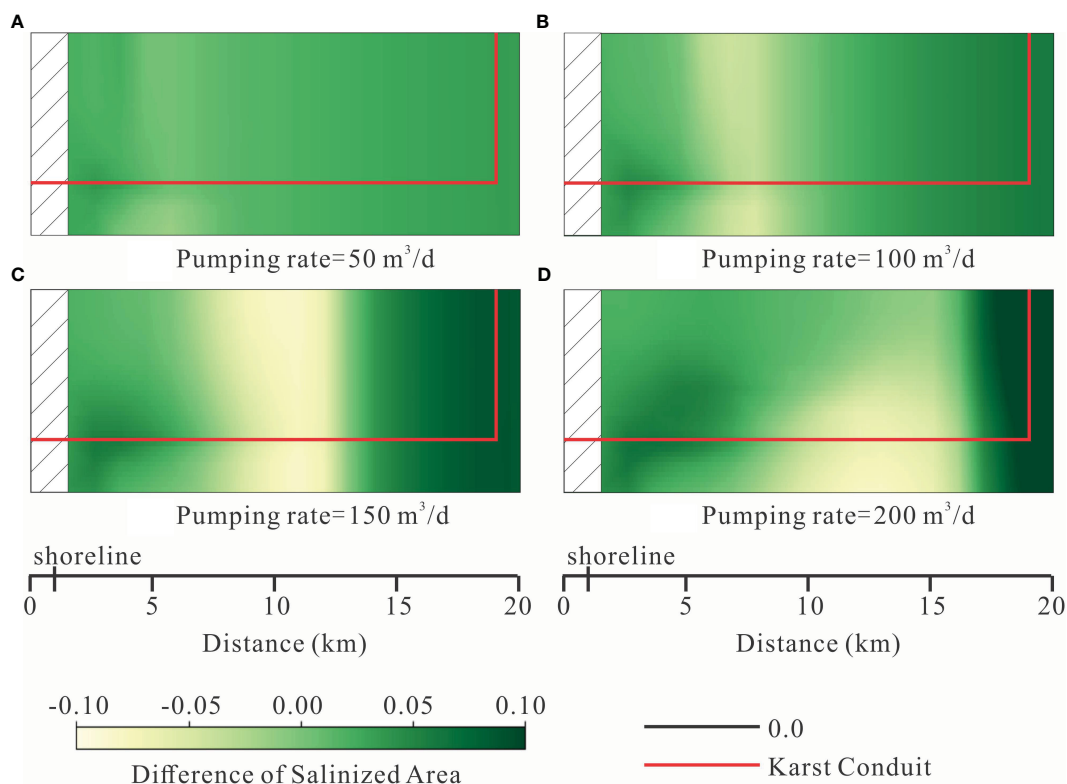 A
B
Pumping rate=50 m³/d
Pumping rate=100 m³/d
C
D
Pumping rate=150 m³/d
Pumping rate=200 m³/d
shoreline
shoreline
0 5 10 15 20
0 5 10 15 20
Distance (km)
Distance (km)
-0.10 -0.05 0.00 0.05 0.10
0.0
Karst Conduit
Difference of Salinized Area